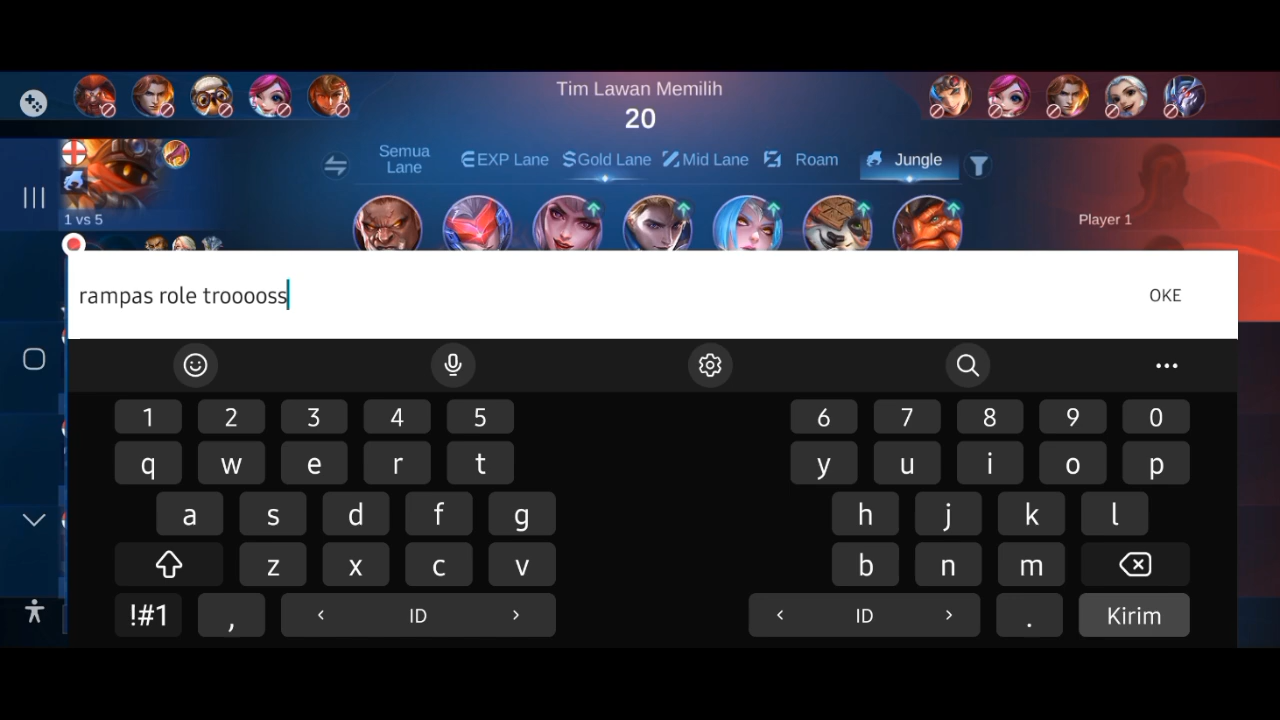 Tim Lawan Memilih
20
Semua
Lane
EXP Lane
Gold Lane
Mid Lane
Roam
Jungle
1 vs 5
Player 1
rampas role trooooss
OKE
1 2 3 4 5 6 7 8 9 0
q w e r t y u i o p
a s d f g h j k l
z x c v b n m
!#1 , < ID > < ID > . Kirim